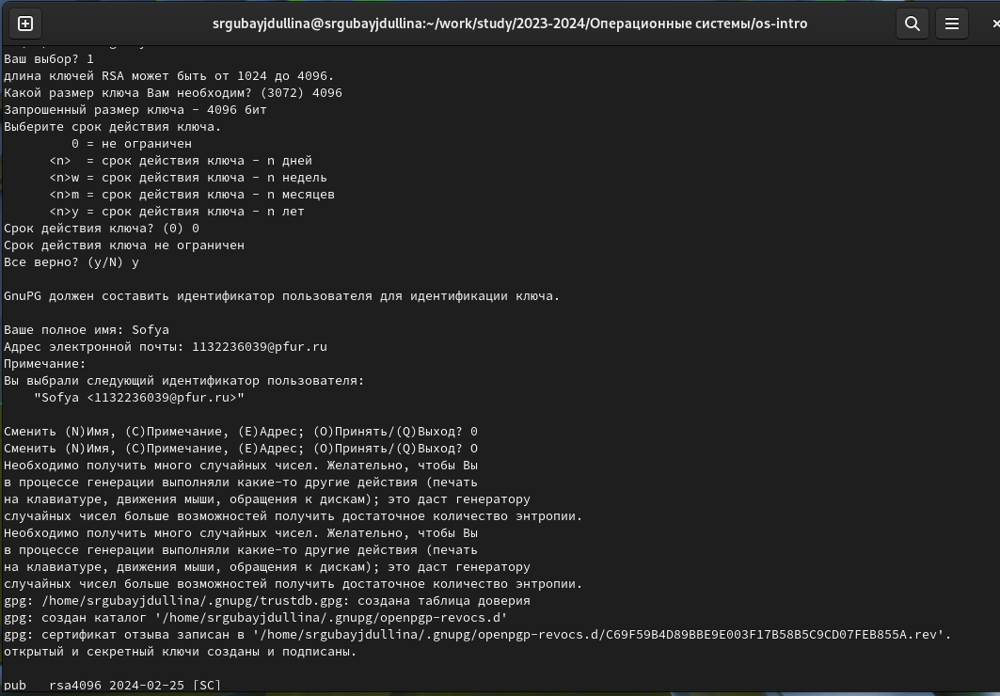 srgubayjdullina@srgubayjdullina:~/work/study/2023-2024/Операционные системы/os-intro
Ваш выбор? 1
длина ключей RSA может быть от 1024 до 4096.
Какой размер ключа Вам необходим? (3072) 4096
Запрошенный размер ключа - 4096 бит
Выберите срок действия ключа.
         0 = не ограничен
      <n>  = срок действия ключа - n дней
      <n>w = срок действия ключа - n недель
      <n>m = срок действия ключа - n месяцев
      <n>y = срок действия ключа - n лет
Срок действия ключа? (0) 0
Срок действия ключа не ограничен
Все верно? (y/N) y
GnuPG должен составить идентификатор пользователя для идентификации ключа.
Ваше полное имя: Sofya
Адрес электронной почты: 1132236039@pfur.ru
Примечание:
Вы выбрали следующий идентификатор пользователя:
    "Sofya <1132236039@pfur.ru>"
Сменить (N)Имя, (C)Примечание, (E)Адрес; (O)Принять/(Q)Выход? 0
Сменить (N)Имя, (C)Примечание, (E)Адрес; (O)Принять/(Q)Выход? O
Необходимо получить много случайных чисел. Желательно, чтобы Вы
в процессе генерации выполняли какие-то другие действия (печать
на клавиатуре, движения мыши, обращения к дискам); это даст генератору
случайных чисел больше возможностей получить достаточное количество энтропии.
Необходимо получить много случайных чисел. Желательно, чтобы Вы
в процессе генерации выполняли какие-то другие действия (печать
на клавиатуре, движения мыши, обращения к дискам); это даст генератору
случайных чисел больше возможностей получить достаточное количество энтропии.
gpg: /home/srgubayjdullina/.gnupg/trustdb.gpg: создана таблица доверия
gpg: создан каталог '/home/srgubayjdullina/.gnupg/openpgp-revocs.d'
gpg: сертификат отзыва записан в '/home/srgubayjdullina/.gnupg/openpgp-revocs.d/C69F59B4D89BBE9E003F17B58B5C9CD07FEB855A.rev'.
открытый и секретный ключи созданы и подписаны.
pub   rsa4096 2024-02-25 [SC]